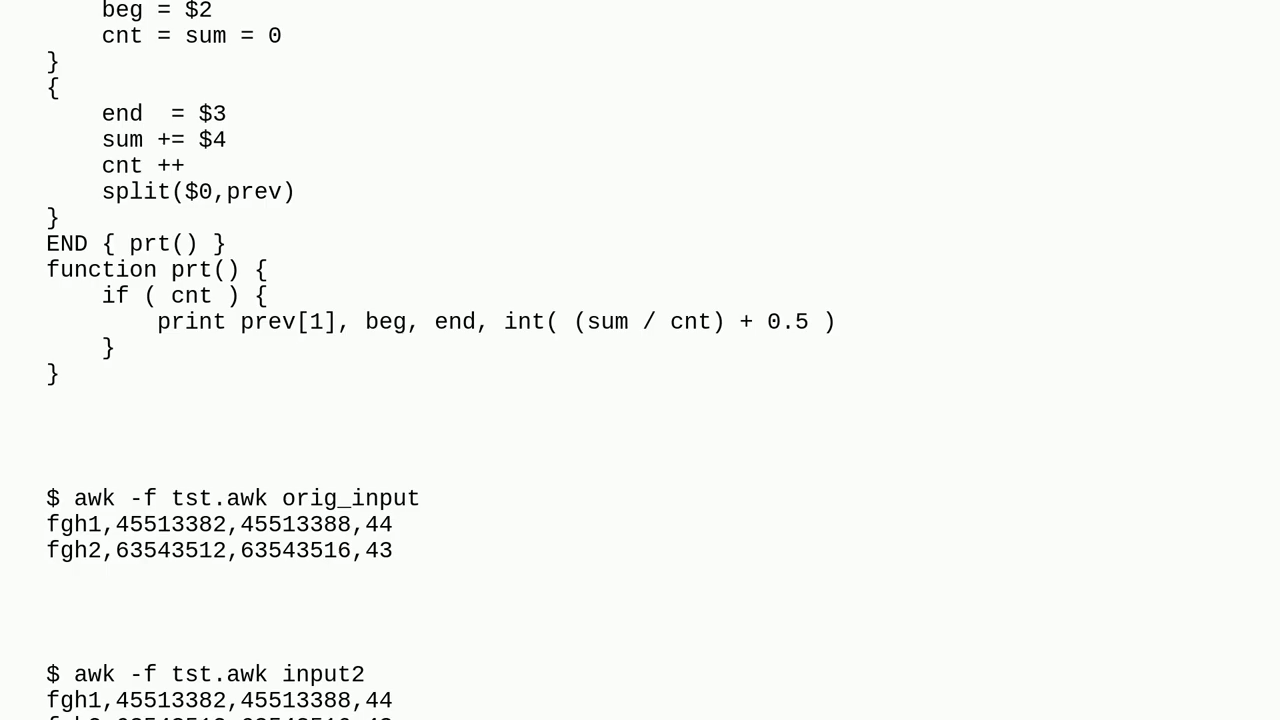 beg = $2
cnt = sum = 0
}
{
end  = $3
sum += $4
cnt ++
split($0,prev)
}
END { prt() }
function prt() {
if ( cnt ) {
print prev[1], beg, end, int( (sum / cnt) + 0.5 )
}
}
$ awk -f tst.awk orig_input
fgh1,45513382,45513388,44
fgh2,63543512,63543516,43
$ awk -f tst.awk input2
fgh1,45513382,45513388,44